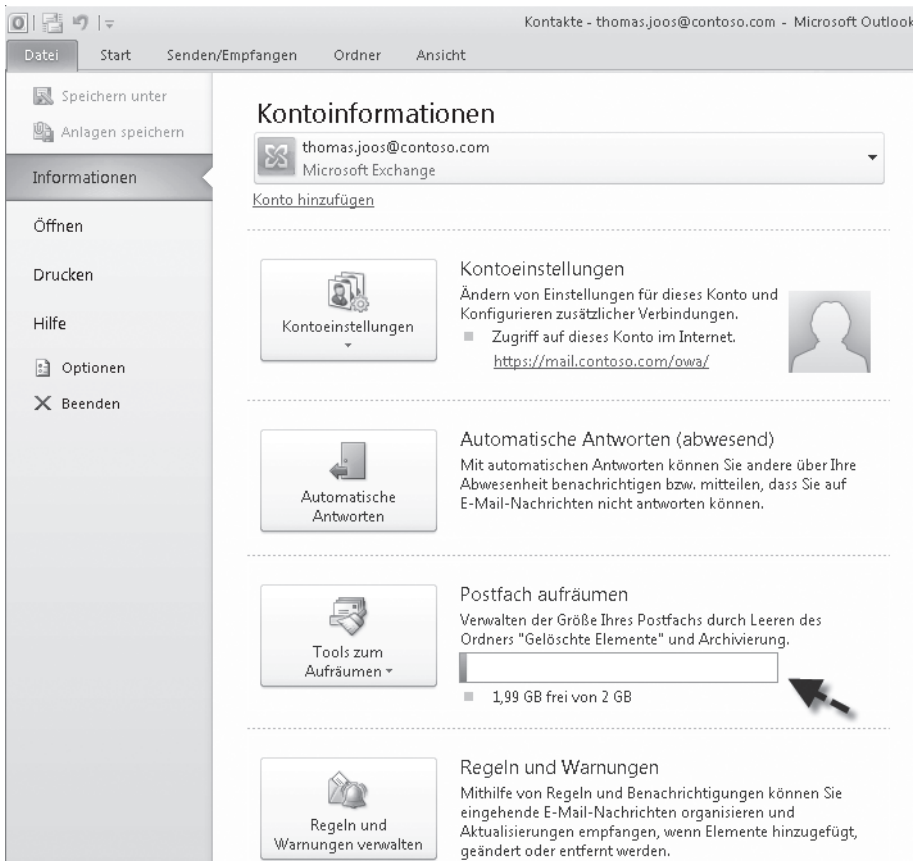 Kontakte - thomas.joos@contoso.com - Microsoft Outlook
Datei Start Senden/Empfangen Ordner Ansicht
Speichern unter
Anlagen speichern
Informationen
Öffnen
Drucken
Hilfe
Optionen
Beenden
Kontoinformationen
thomas.joos@contoso.com
Microsoft Exchange
Konto hinzufügen
Kontoeinstellungen
Kontoeinstellungen
Ändern von Einstellungen für dieses Konto und
Konfigurieren zusätzlicher Verbindungen.
Zugriff auf dieses Konto im Internet.
https://mail.contoso.com/owa/
Automatische
Antworten
Automatische Antworten (abwesend)
Mit automatischen Antworten können Sie andere über Ihre
Abwesenheit benachrichtigen bzw. mitteilen, dass Sie auf
E-Mail-Nachrichten nicht antworten können.
Tools zum
Aufräumen
Postfach aufräumen
Verwalten der Größe Ihres Postfachs durch Leeren des
Ordners "Gelöschte Elemente" und Archivierung.
1,99 GB frei von 2 GB
Regeln und
Warnungen verwalten
Regeln und Warnungen
Mithilfe von Regeln und Benachrichtigungen können Sie
eingehende E-Mail-Nachrichten organisieren und
Aktualisierungen empfangen, wenn Elemente hinzugefügt,
geändert oder entfernt werden.